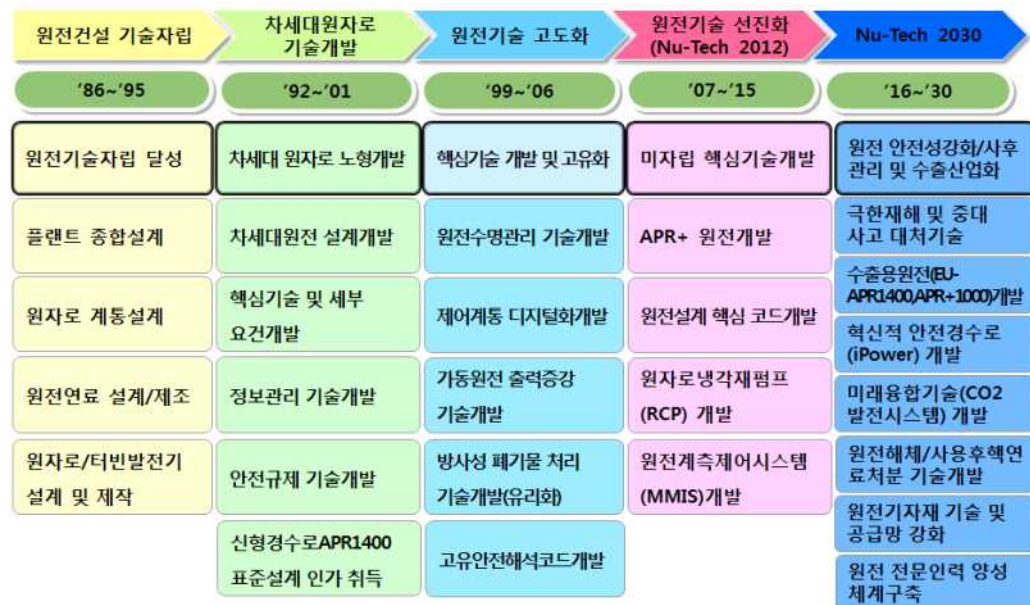 원전건설 기술자립
차세대원자로
기술개발
원전기술 고도화
원전기술 선진화
(Nu-Tech 2012)
Nu-Tech 2030
'86~'95
'92~'01
'99~'06
'07~'15
'16~'30
원전기술자립 달성
차세대 원자로 노형개발
핵심기술 개발 및 고유화
미자립 핵심기술개발
원전 안전성강화/사후
관리 및 수출산업화
플랜트 종합설계
차세대원전 설계개발
원전수명관리 기술개발
APR+ 원전개발
극한재해 및 중대
사고 대처기술
원자로 계통설계
핵심기술 및 세부
요건개발
제어계통 디지털화개발
원전설계 핵심 코드개발
수출용원전(EU-
APR1400,APR+1000)개발
혁신적 안전경수로
(iPower) 개발
원전연료 설계/제조
정보관리 기술개발
가동원전 출력증강
기술개발
원자로냉각재펌프
(RCP) 개발
미래융합기술(CO2
발전시스템) 개발
원자로/터빈발전기
설계 및 제작
안전규제 기술개발
방사성 폐기물 처리
기술개발(유리화)
원전계측제어시스템
(MMIS)개발
원전해체/사용후핵연
료처분 기술개발
원전기자재 기술 및
공급망 강화
신형경수로APR1400
표준설계 인가 취득
고유안전해석코드개발
원전 전문인력 양성
체계구축